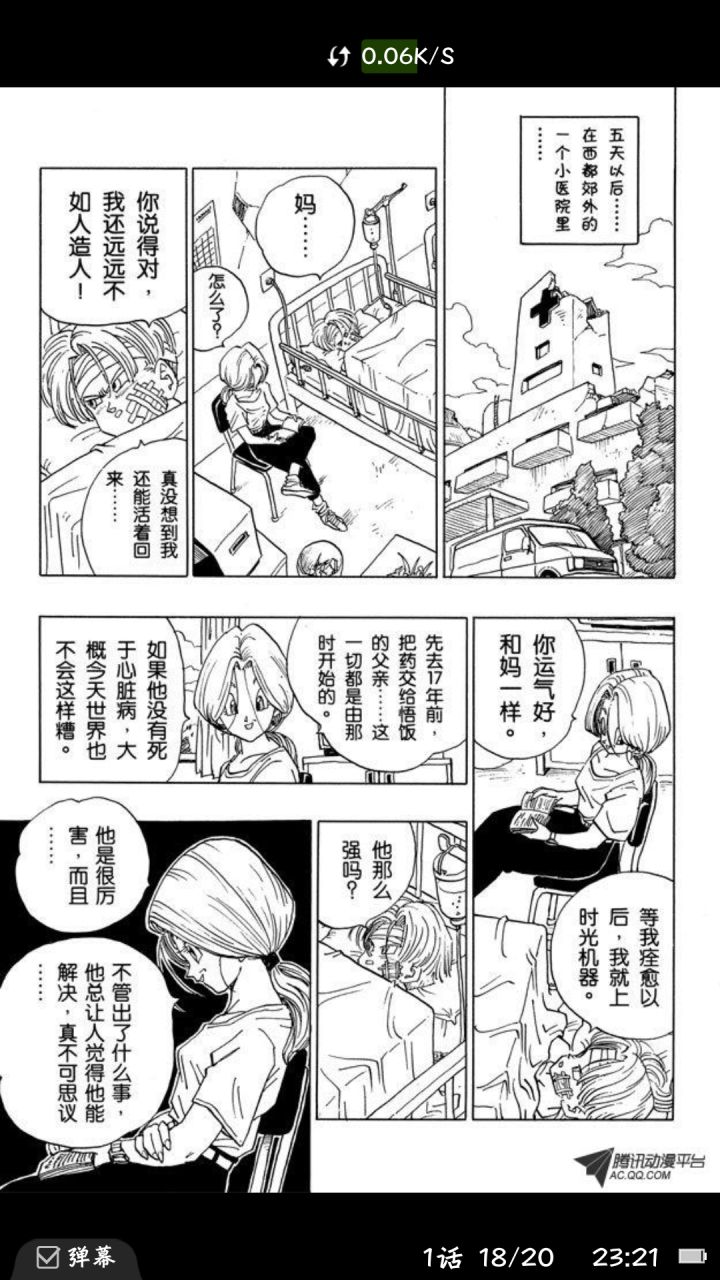 0.06K/S
五天以后……
在西都郊外的
一个小医院里
……
妈
……
怎么了？
你说得对，
我还远远不
如人造人！
真没想到我
还能活着回
来……
你运气好，
和妈一样。
等我痊愈以
后，我就上
时光机器。
先去17年前，
把药交给悟饭
的父亲……这
一切都是由那
时开始的。
如果他没有死
于心脏病，大
概今天世界也
不会这样糟。
他那么
强吗？
他是很厉
害，而且
……
不管出了什么事，
他总让人觉得他能
解决，真不可思议
……
腾讯动漫平台
AC.QQ.COM
弹幕
1话 18/20 23:21